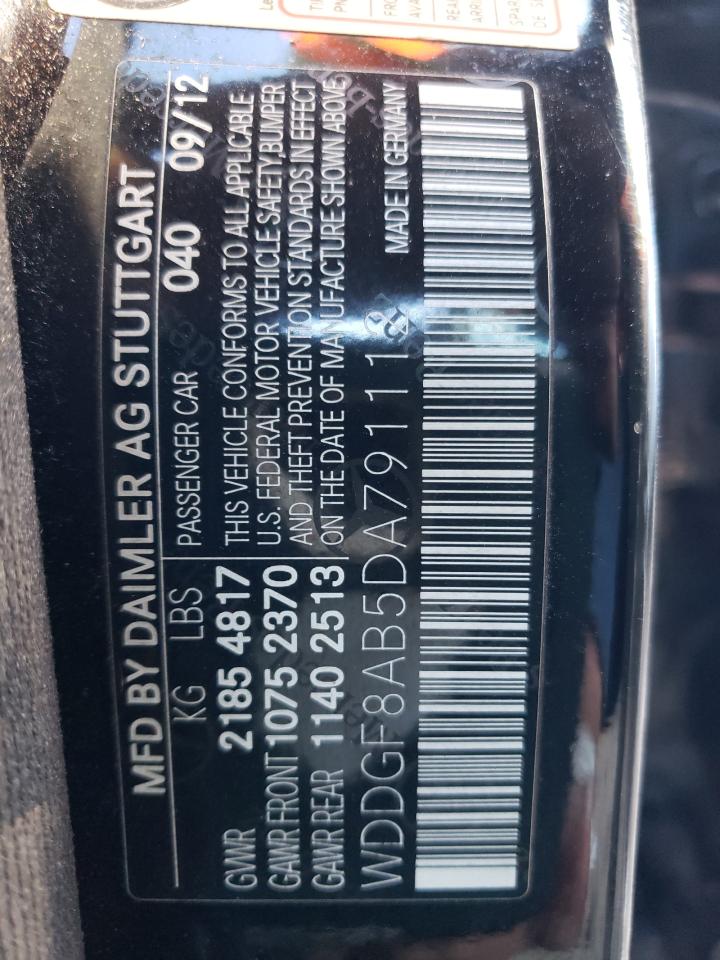 MFD BY DAIMLER AG STUTTGART
KG LBS PASSENGER CAR 040 09/12
GVWR 2185 4817 THIS VEHICLE CONFORMS TO ALL APPLICABLE
GAWR FRONT 1075 2370 U.S. FEDERAL MOTOR VEHICLE SAFETY,BUMPER
AND THEFT PREVENTION STANDARDS IN EFFECT
GAWR REAR 1140 2513 ON THE DATE OF MANUFACTURE SHOWN ABOVE
WDDGF8AB5DA791112 MADE IN GERMANY